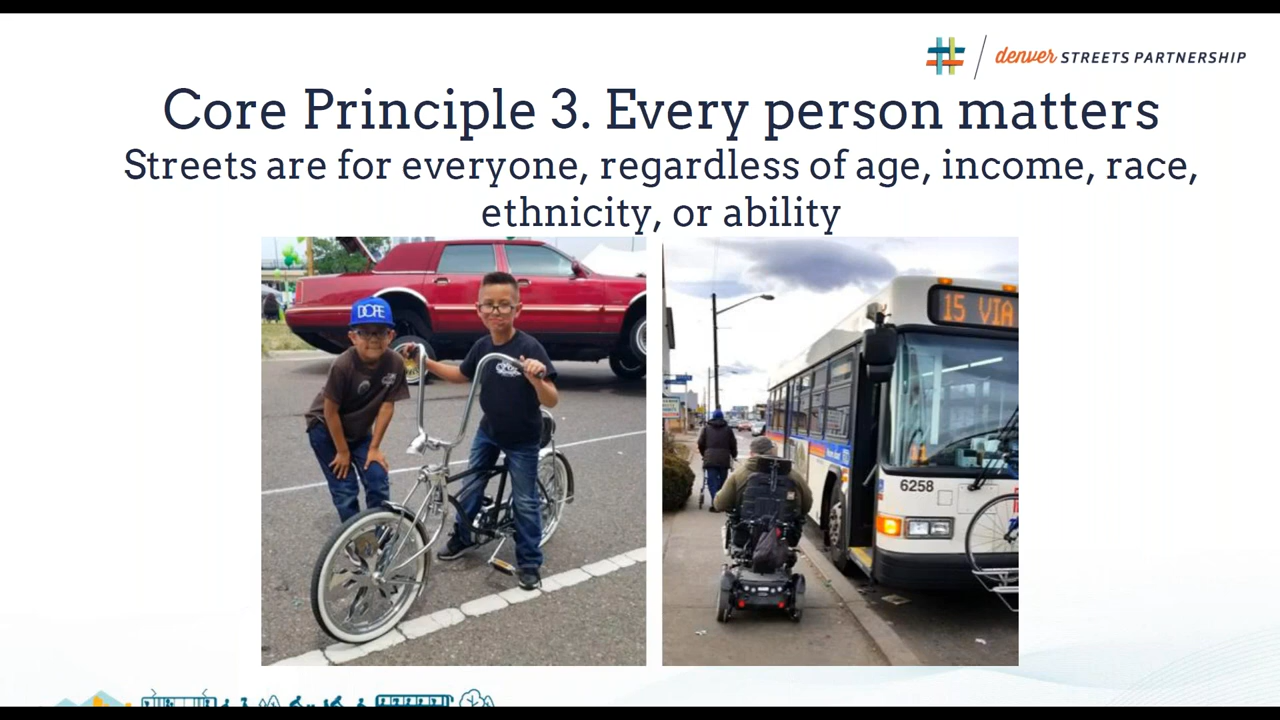 denver STREETS PARTNERSHIP
Core Principle 3. Every person matters
Streets are for everyone, regardless of age, income, race,
ethnicity, or ability
DOPE
15 VIA
6258